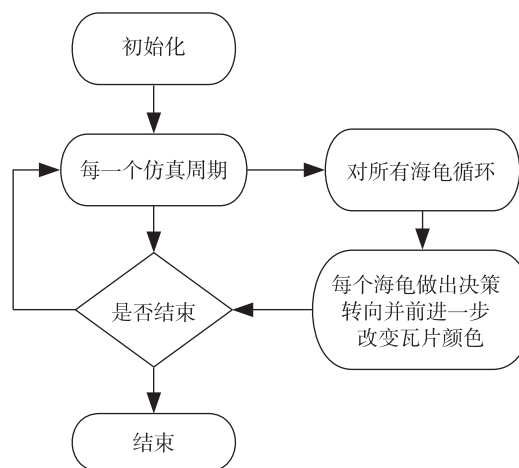 初始化
每一个仿真周期
对所有海龟循环
每个海龟做出决策
转向并前进一步
改变瓦片颜色
是否结束
结束